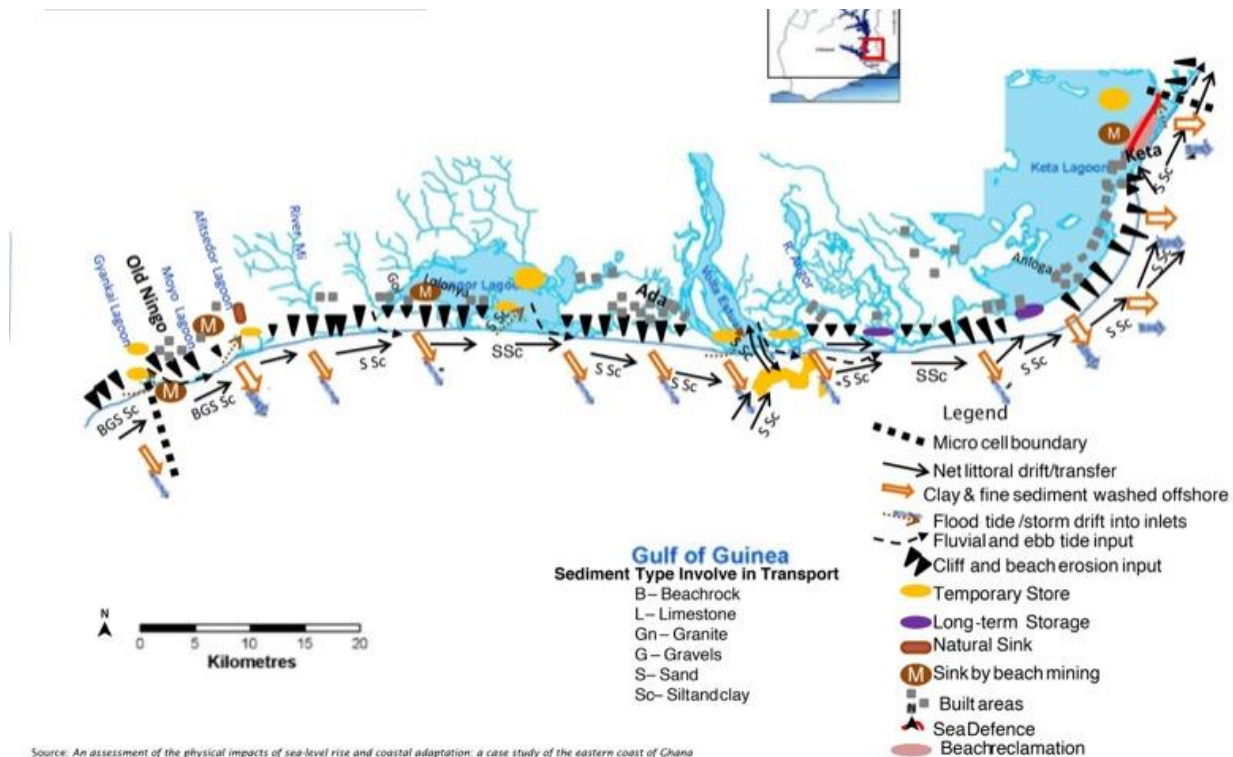 Gyankai Lagoon
Old Ningo
Moyo Lagoon
Afitsedor Lagoon
River, Mi
M
M
M
Lolonya
Ada
R. Angor
Anloga
Keta Lagoon
Keta
M
BGS Sc
BGS Sc
S Sc
S Sc
SSc
S Sc
S Sc
S Sc
S Sc
S Sc
SSc
S Sc
S Sc
S Sc
S Sc
Gulf of Guinea
Sediment Type Involve in Transport
B– Beachrock
L– Limestone
Gn– Granite
G– Gravels
S– Sand
Sc– Siltandclay
N
0 5 10 15 20
Kilometres
Legend
Micro cell boundary
Net littoral drift/transfer
Clay & fine sediment washed offshore
Flood tide /storm drift into inlets
Fluvial and ebb tide input
Cliff and beach erosion input
Temporary Store
Long-term Storage
Natural Sink
M Sink by beach mining
Built areas
SeaDefence
Beachreclamation
Source: An assessment of the physical impacts of sea-level rise and coastal adaptation: a case study of the eastern coast of Ghana